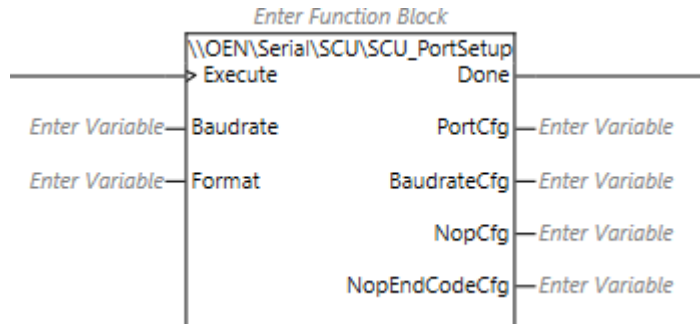 Enter Function Block
\\OEN\Serial\SCU\SCU_PortSetup
Execute Done
Enter Variable Baudrate PortCfg Enter Variable
Enter Variable Format BaudrateCfg Enter Variable
NopCfg Enter Variable
NopEndCodeCfg Enter Variable